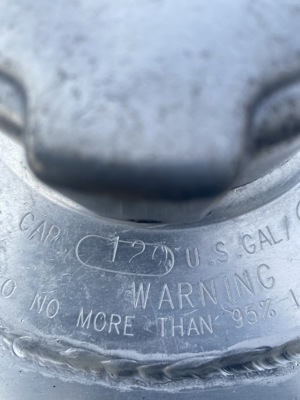 CAP. 120 U.S. GAL/
WARNING
O NO MORE THAN 95%